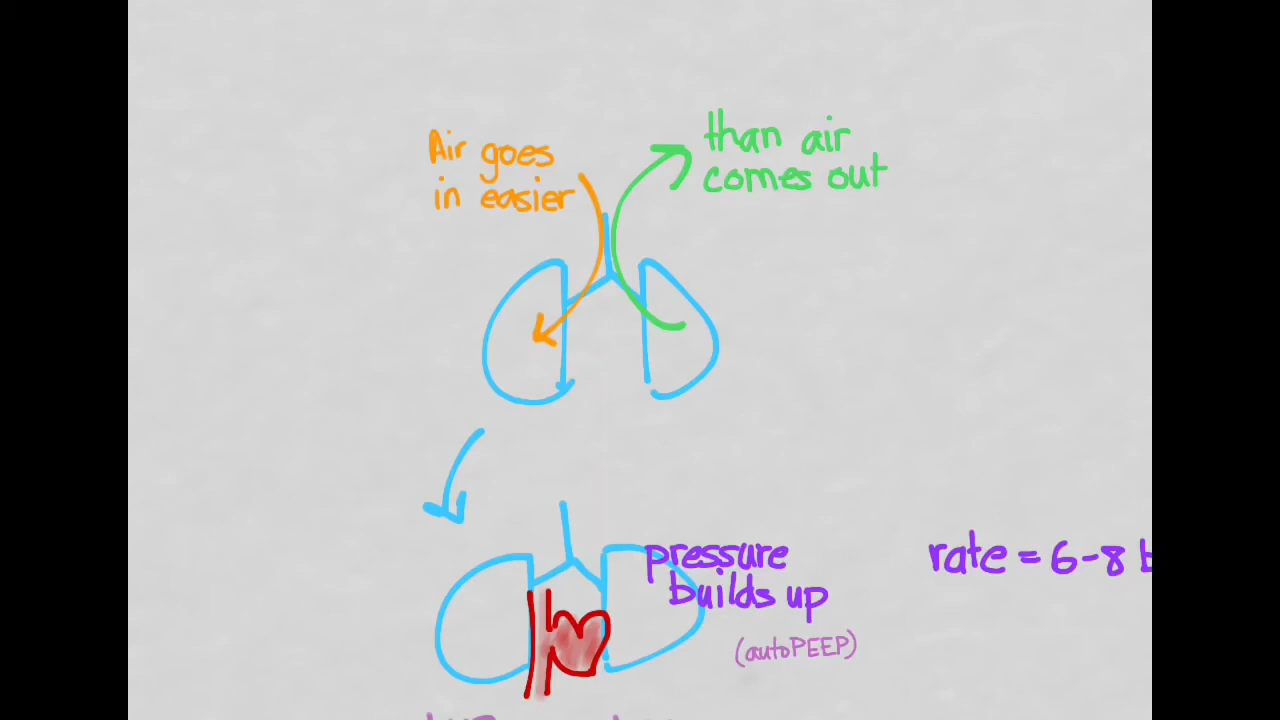 Air goes
in easier
than air
comes out
pressure
builds up
(autoPEEP)
rate = 6-8